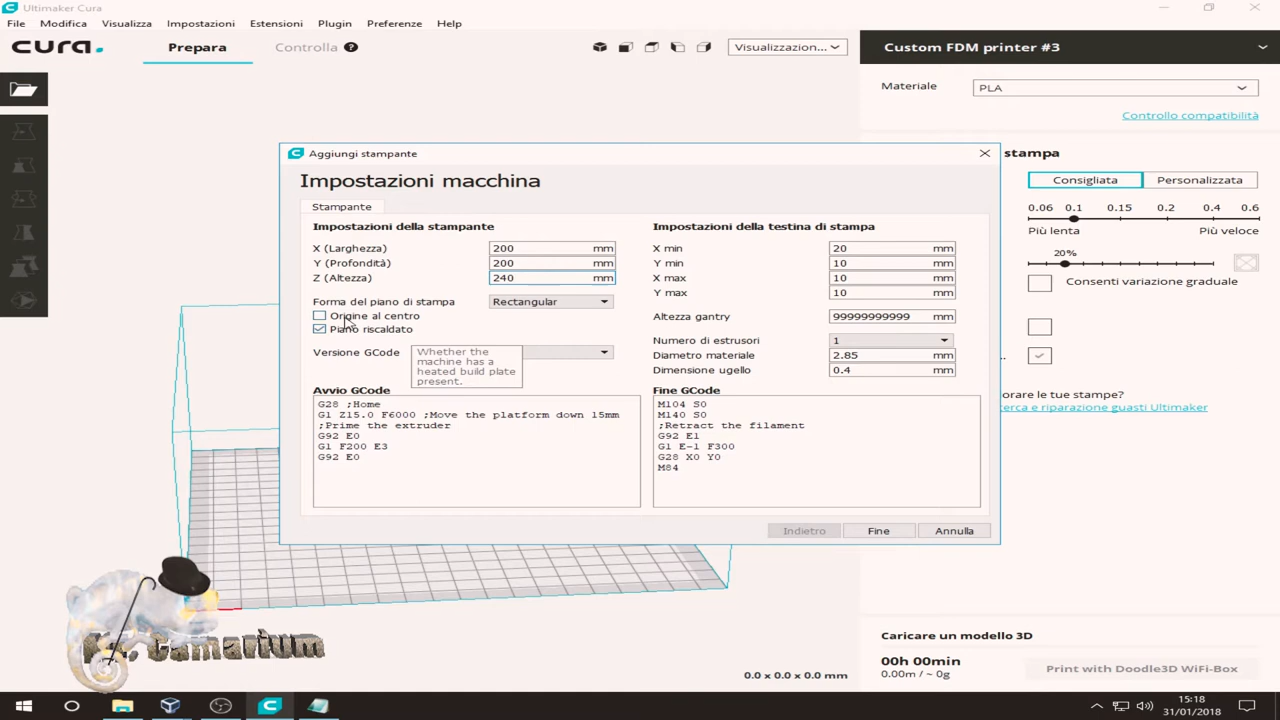 Ultimaker Cura
File Modifica Visualizza Impostazioni Estensioni Plugin Preferenze Help
cura. Prepara Controlla ? Visualizzazion... Custom FDM printer #3
Materiale PLA
Controllo compatibilità
Aggiungi stampante
stampa
Impostazioni macchina
Consigliata Personalizzata
Stampante
0.06 0.1 0.15 0.2 0.4 0.6
Più lenta Più veloce
Impostazioni della stampante
X (Larghezza) 200 mm
Y (Profondità) 200 mm
Z (Altezza) 240 mm
Forma del piano di stampa Rectangular
Origine al centro
Piano riscaldato
Versione GCode
Whether the
machine has a
heated build plate
present.
Impostazioni della testina di stampa
X min 20 mm
Y min 10 mm
X max 10 mm
Y max 10 mm
Altezza gantry 99999999999 mm
Numero di estrusori 1
Diametro materiale 2.85 mm
Dimensione ugello 0.4 mm
20%
Consenti variazione graduale
Avvio GCode
G28 ;Home
G1 Z15.0 F6000 ;Move the platform down 15mm
;Prime the extruder
G92 E0
G1 F200 E3
G92 E0
Fine GCode
M104 S0
M140 S0
;Retract the filament
G92 E1
G1 E-1 F300
G28 X0 Y0
M84
orare le tue stampe?
cerca e riparazione guasti Ultimaker
Indietro Fine Annulla
Camarium
Caricare un modello 3D
00h 00min
0.00m / ~ 0g
Print with Doodle3D WiFi-Box
0.0 x 0.0 x 0.0 mm
15:18
31/01/2018